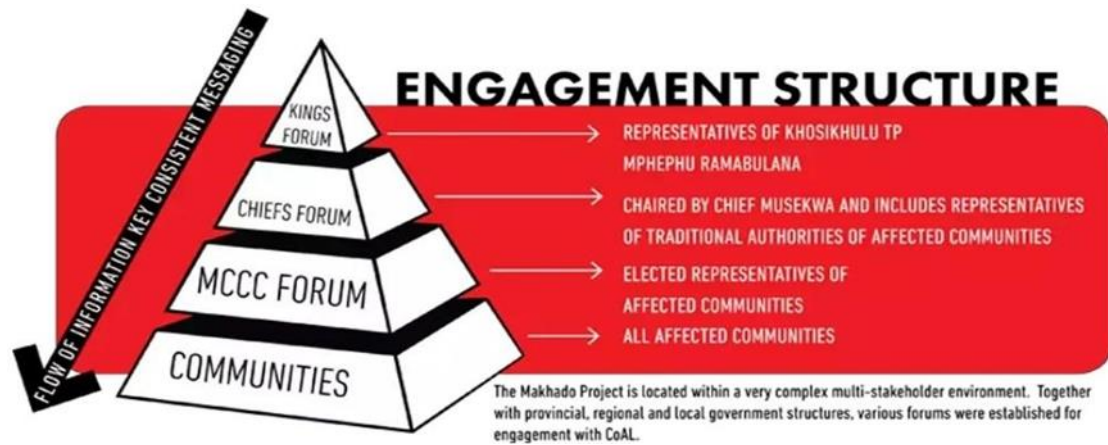 ENGAGEMENT STRUCTURE
FLOW OF INFORMATION KEY CONSISTENT MESSAGING
KINGS
FORUM
REPRESENTATIVES OF KHOSIKHULU TP
MPHEPHU RAMABULANA
CHIEFS FORUM
CHAIRED BY CHIEF MUSEKWA AND INCLUDES REPRESENTATIVES
OF TRADITIONAL AUTHORITIES OF AFFECTED COMMUNITIES
MCCC FORUM
ELECTED REPRESENTATIVES OF
AFFECTED COMMUNITIES
COMMUNITIES
ALL AFFECTED COMMUNITIES
The Makhado Project is located within a very complex multi-stakeholder environment. Together
with provincial, regional and local government structures, various forums were established for
engagement with CoAL.